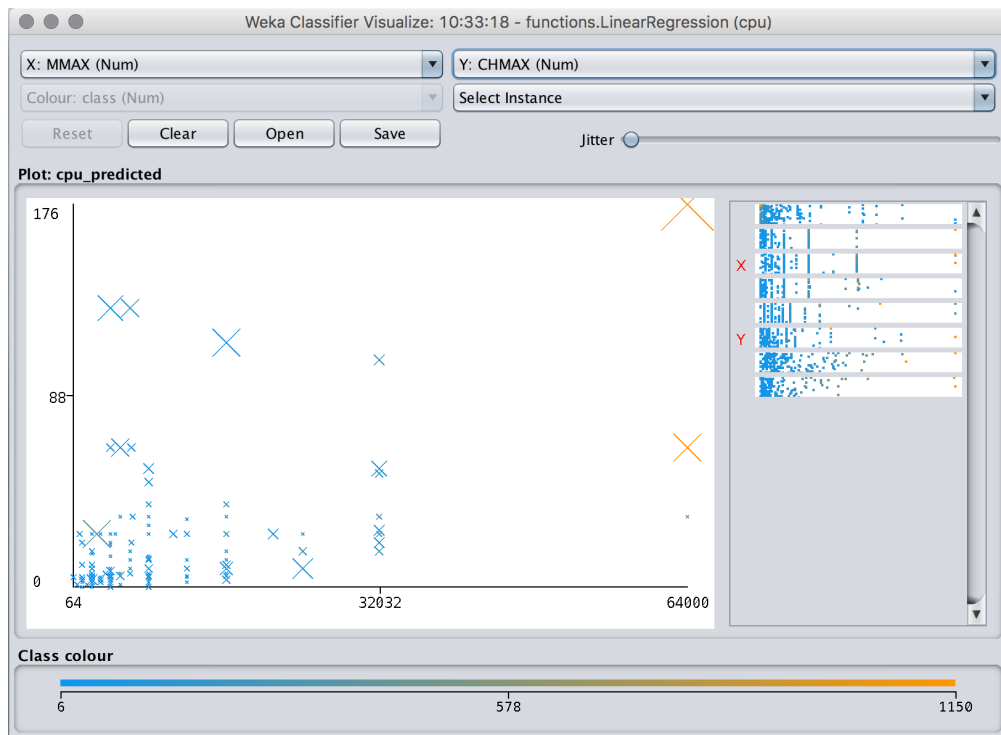 Weka Classifier Visualize: 10:33:18 - functions.LinearRegression (cpu)
X: MMAX (Num)
Y: CHMAX (Num)
Colour: class (Num)
Select Instance
Reset
Clear
Open
Save
Jitter
Plot: cpu_predicted
176
88
0
64
32032
64000
X
Y
Class colour
6
578
1150